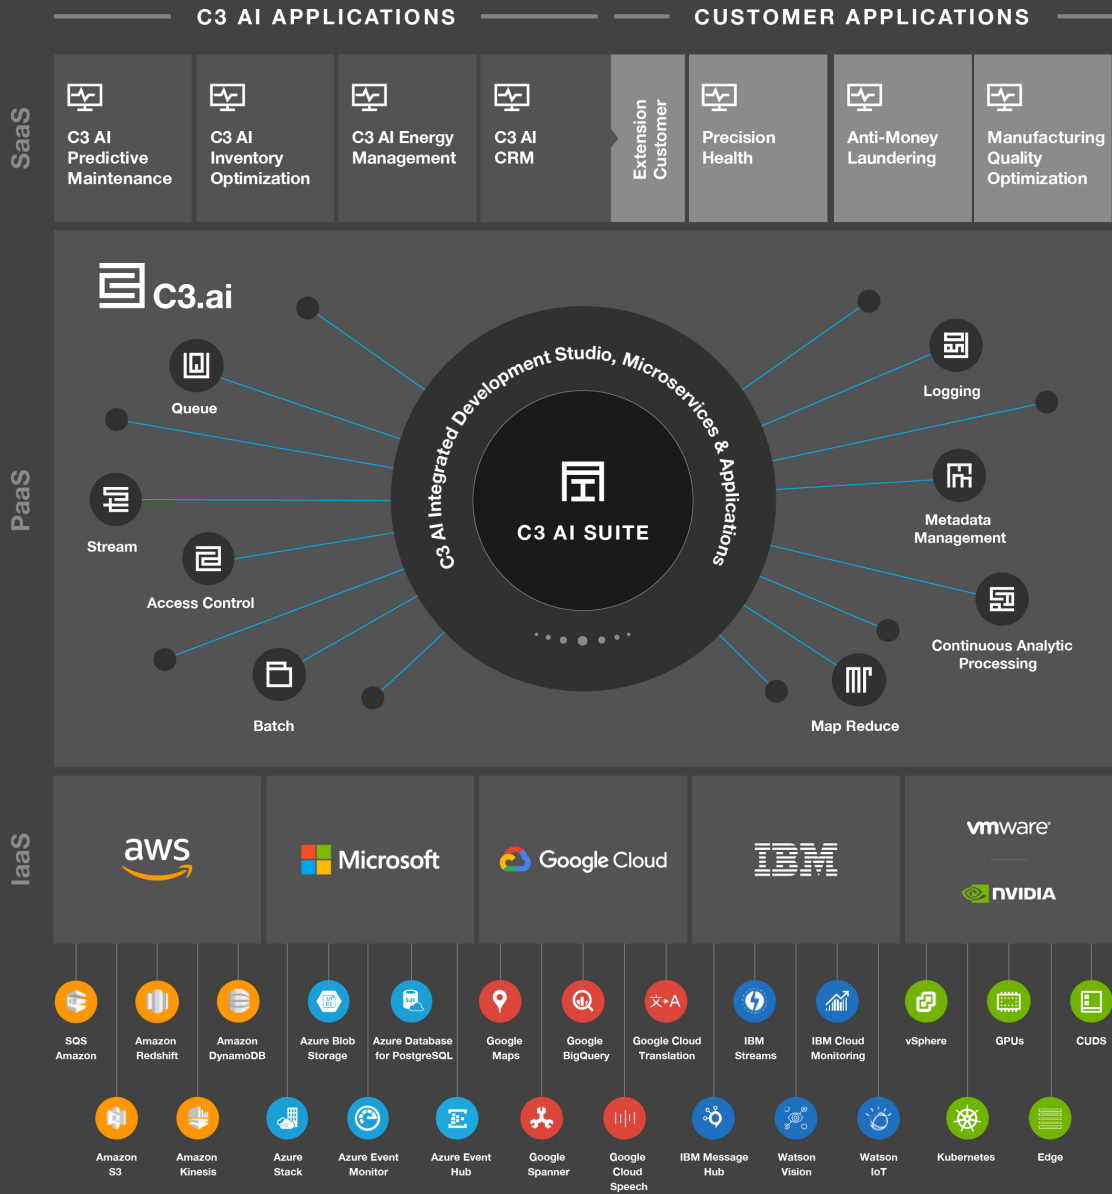 C3 AI APPLICATIONS
CUSTOMER APPLICATIONS
SaaS
C3 AI
Predictive
Maintenance
C3 AI
Inventory
Optimization
C3 AI Energy
Management
C3 AI
CRM
Extension
Customer
Precision
Health
Anti-Money
Laundering
Manufacturing
Quality
Optimization
PaaS
C3.ai
Queue
Stream
Access Control
Batch
C3 AI Integrated Development Studio, Microservices & Applications
C3 AI SUITE
Logging
Metadata
Management
Continuous Analytic
Processing
Map Reduce
IaaS
aws
Microsoft
Google Cloud
IBM
vmware
NVIDIA
SQS
Amazon
Amazon
Redshift
Amazon
DynamoDB
Azure Blob
Storage
Azure Database
for PostgreSQL
Google
Maps
Google
BigQuery
Google Cloud
Translation
IBM
Streams
IBM Cloud
Monitoring
vSphere
GPUs
CUDS
Amazon
S3
Amazon
Kinesis
Azure
Stack
Azure Event
Monitor
Azure Event
Hub
Google
Spanner
Google
Cloud
Speech
IBM Message
Hub
Watson
Vision
Watson
IoT
Kubernetes
Edge